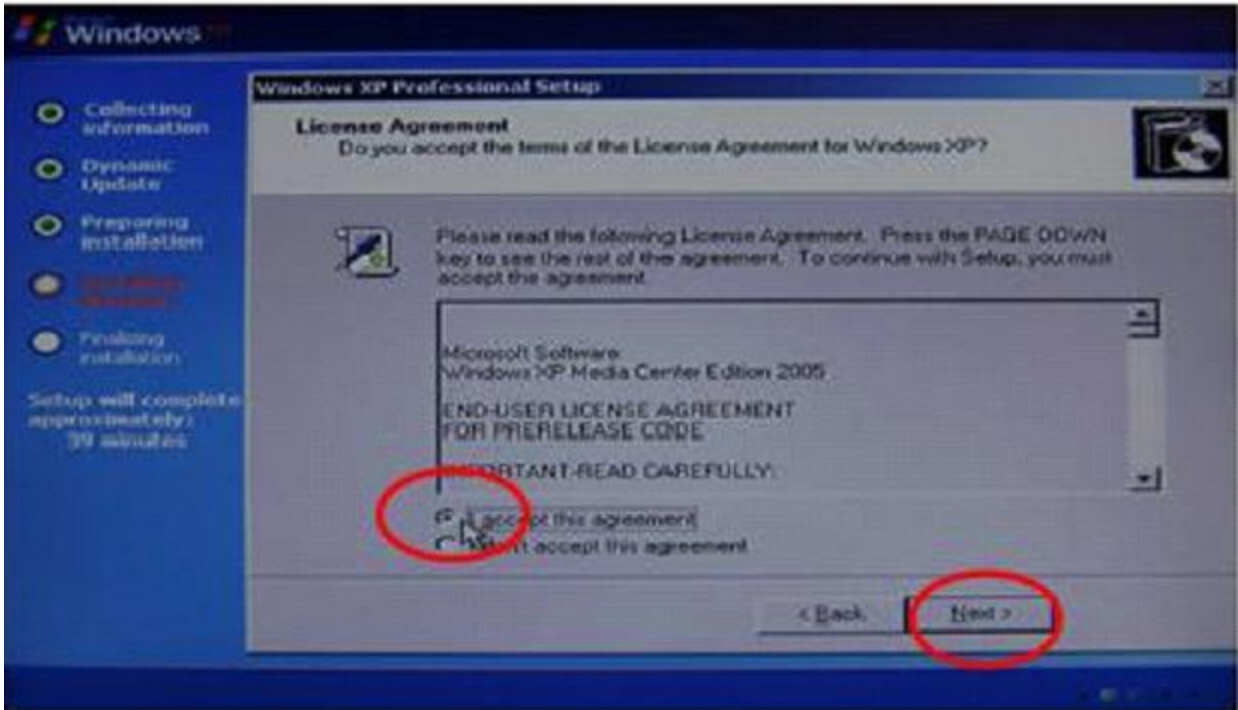 Windows
Collecting
information
Dynamic
Update
Preparing
installation
Installing
Windows
Finalizing
installation
Setup will complete
approximately:
39 minutes
Windows XP Professional Setup
License Agreement
Do you accept the terms of the License Agreement for Windows XP?
Please read the following License Agreement. Press the PAGE DOWN
key to see the rest of the agreement. To continue with Setup, you must
accept the agreement.
Microsoft Software
Windows XP Media Center Edition 2005
END-USER LICENSE AGREEMENT
FOR PRERELEASE CODE
IMPORTANT-READ CAREFULLY:
I accept this agreement
I don't accept this agreement
< Back
Next >